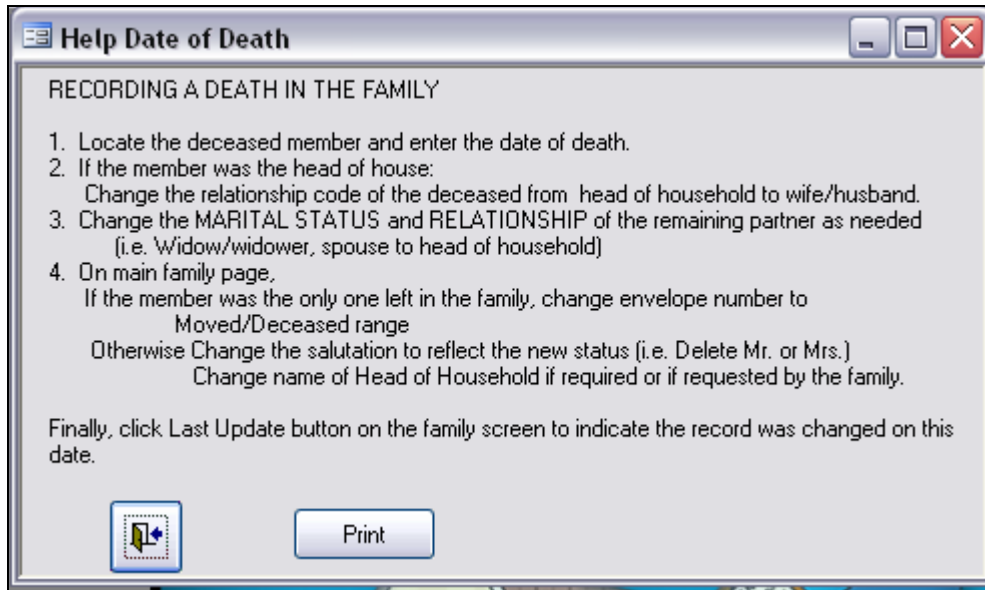 Help Date of Death
RECORDING A DEATH IN THE FAMILY
1. Locate the deceased member and enter the date of death.
2. If the member was the head of house:
Change the relationship code of the deceased from head of household to wife/husband.
3. Change the MARITAL STATUS and RELATIONSHIP of the remaining partner as needed
(i.e. Widow/widower, spouse to head of household)
4. On main family page,
If the member was the only one left in the family, change envelope number to
Moved/Deceased range
Otherwise Change the salutation to reflect the new status (i.e. Delete Mr. or Mrs.)
Change name of Head of Household if required or if requested by the family.
Finally, click Last Update button on the family screen to indicate the record was changed on this
date.
Print